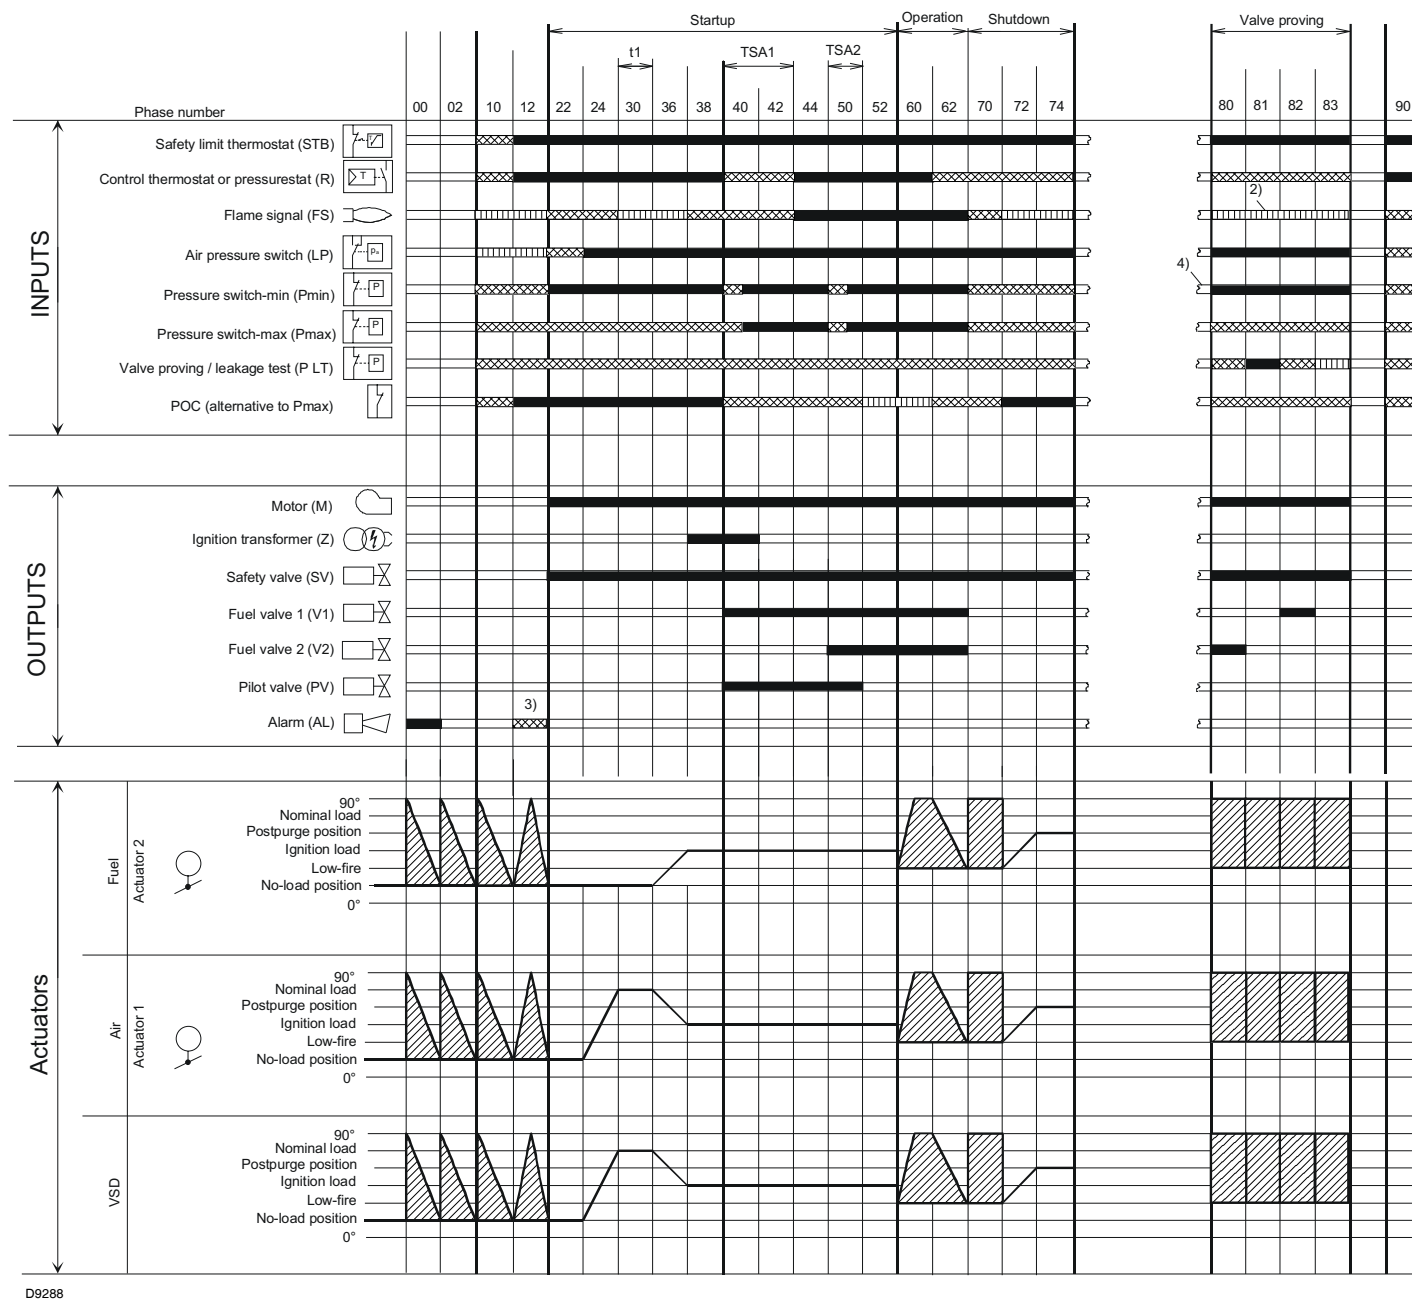 Startup Operation Shutdown Valve proving
t1 TSA1 TSA2
Phase number 00 02 10 12 22 24 30 36 38 40 42 44 50 52 60 62 70 72 74 80 81 82 83 90
INPUTS
Safety limit thermostat (STB)
Control thermostat or pressurestat (R) T
2)
Flame signal (FS)
Air pressure switch (LP)
4)
Pressure switch-min (Pmin) P
Pressure switch-max (Pmax) P
Valve proving / leakage test (P LT) P
POC (alternative to Pmax)
OUTPUTS
Motor (M)
Ignition transformer (Z)
Safety valve (SV)
Fuel valve 1 (V1)
Fuel valve 2 (V2)
Pilot valve (PV)
3)
Alarm (AL)
Actuators
Fuel
Actuator 2
90°
Nominal load
Postpurge position
Ignition load
Low-fire
No-load position
0°
Air
Actuator 1
90°
Nominal load
Postpurge position
Ignition load
Low-fire
No-load position
0°
VSD
90°
Nominal load
Postpurge position
Ignition load
Low-fire
No-load position
0°
D9288